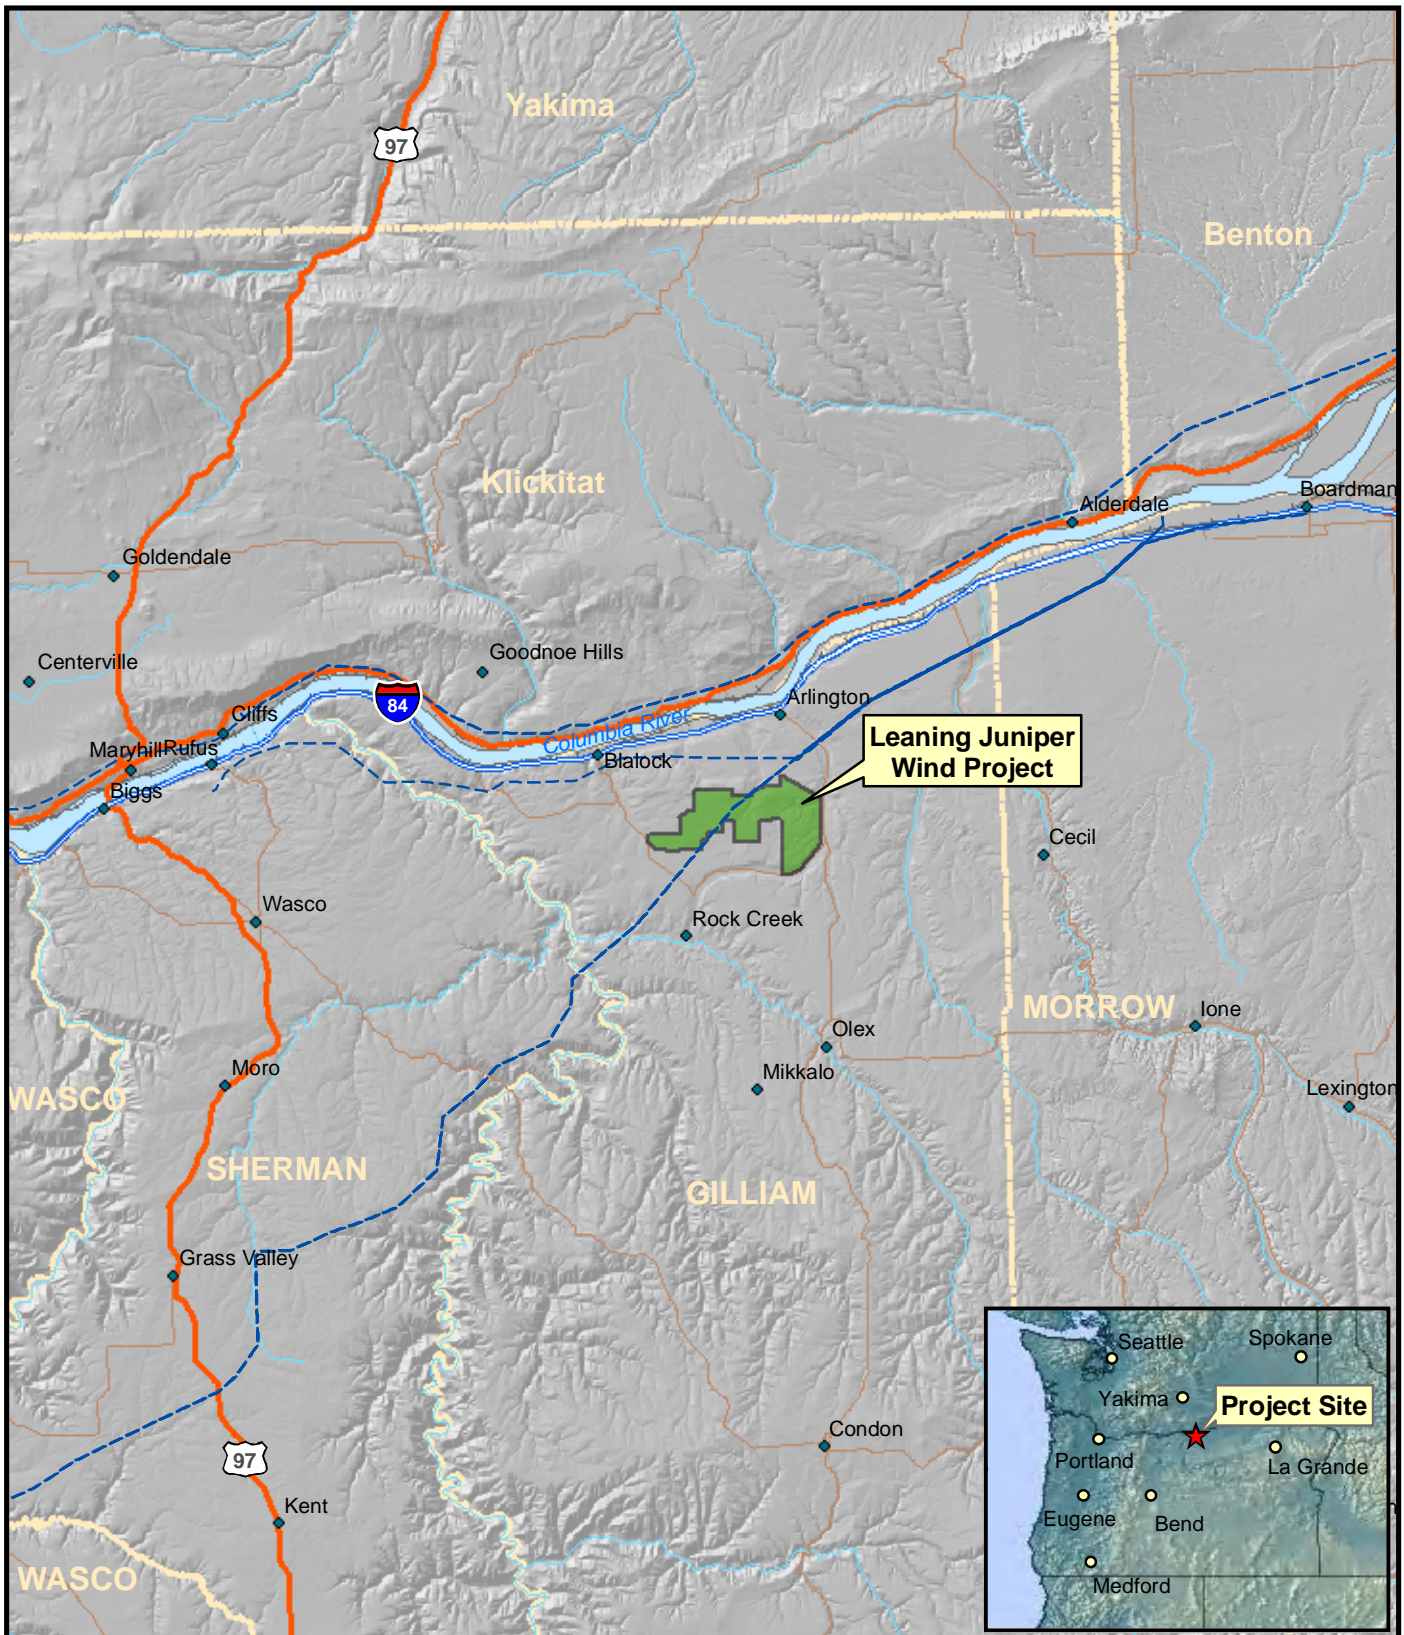 Yakima
97
Benton
Klickitat
Alderdale
Boardman
Goldendale
Goodnoe Hills
Centerville
84
Arlington
Cliffs
Columbia River
Leaning Juniper
Wind Project
Maryhill
Rufus
Blalock
Biggs
Cecil
Wasco
Rock Creek
MORROW
Ione
Olex
Moro
Mikkalo
WASCO
Lexington
SHERMAN
GILLIAM
Grass Valley
Condon
97
Kent
WASCO
Seattle
Spokane
Yakima
Project Site
Portland
La Grande
Eugene
Bend
Medford